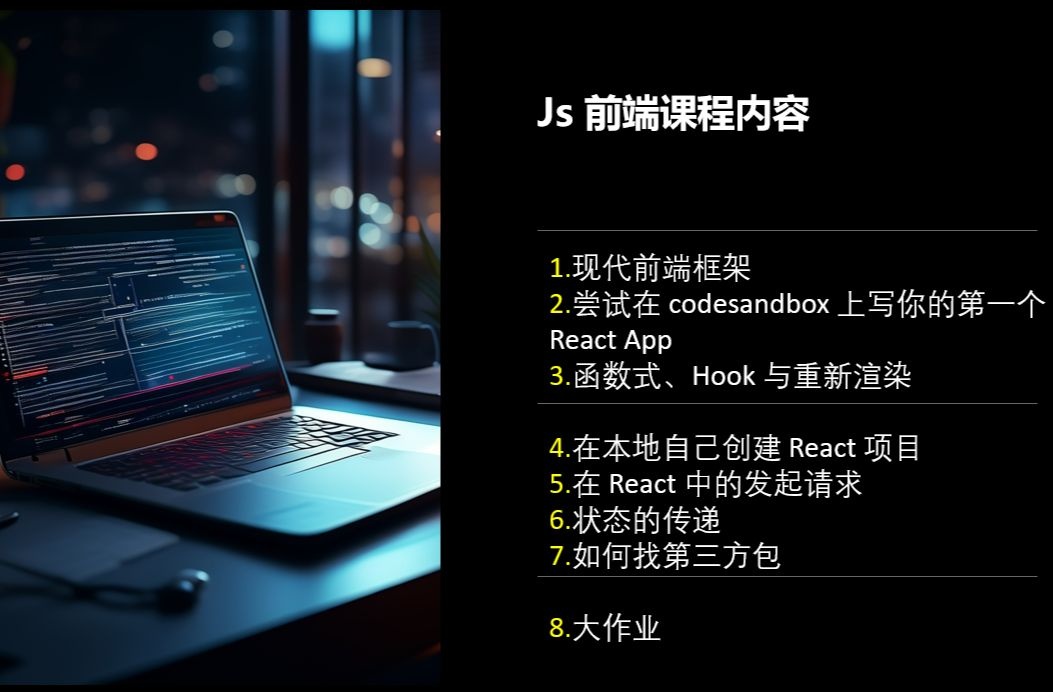 Js 前端课程内容
1.现代前端框架
2.尝试在 codesandbox 上写你的第一个
React App
3.函数式、Hook 与重新渲染
4.在本地自己创建 React 项目
5.在 React 中的发起请求
6.状态的传递
7.如何找第三方包
8.大作业